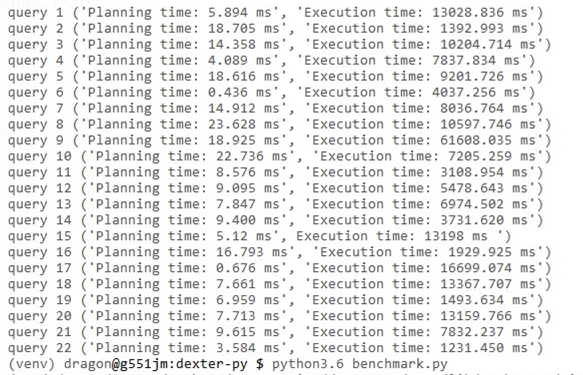 query 1 ('Planning time: 5.894 ms', 'Execution time: 13028.836 ms')
query 2 ('Planning time: 18.705 ms', 'Execution time: 1392.993 ms')
query 3 ('Planning time: 14.358 ms', 'Execution time: 10204.714 ms')
query 4 ('Planning time: 4.089 ms', 'Execution time: 7837.834 ms')
query 5 ('Planning time: 18.616 ms', 'Execution time: 9201.726 ms')
query 6 ('Planning time: 0.436 ms', 'Execution time: 4037.256 ms')
query 7 ('Planning time: 14.912 ms', 'Execution time: 8036.764 ms')
query 8 ('Planning time: 23.628 ms', 'Execution time: 10597.746 ms')
query 9 ('Planning time: 18.925 ms', 'Execution time: 61608.035 ms')
query 10 ('Planning time: 22.736 ms', 'Execution time: 7205.259 ms')
query 11 ('Planning time: 8.576 ms', 'Execution time: 3108.954 ms')
query 12 ('Planning time: 9.095 ms', 'Execution time: 5478.643 ms')
query 13 ('Planning time: 7.847 ms', 'Execution time: 6974.502 ms')
query 14 ('Planning time: 9.400 ms', 'Execution time: 3731.620 ms')
query 15 ('Planning time: 5.12 ms', Execution time: 13198 ms ')
query 16 ('Planning time: 16.793 ms', 'Execution time: 1929.925 ms')
query 17 ('Planning time: 0.676 ms', 'Execution time: 16699.074 ms')
query 18 ('Planning time: 7.661 ms', 'Execution time: 13367.707 ms')
query 19 ('Planning time: 6.959 ms', 'Execution time: 1493.634 ms')
query 20 ('Planning time: 7.713 ms', 'Execution time: 13159.766 ms')
query 21 ('Planning time: 9.615 ms', 'Execution time: 7832.237 ms')
query 22 ('Planning time: 3.584 ms', 'Execution time: 1231.450 ms')
(venv) dragon@g551jm:dexter-py $ python3.6 benchmark.py